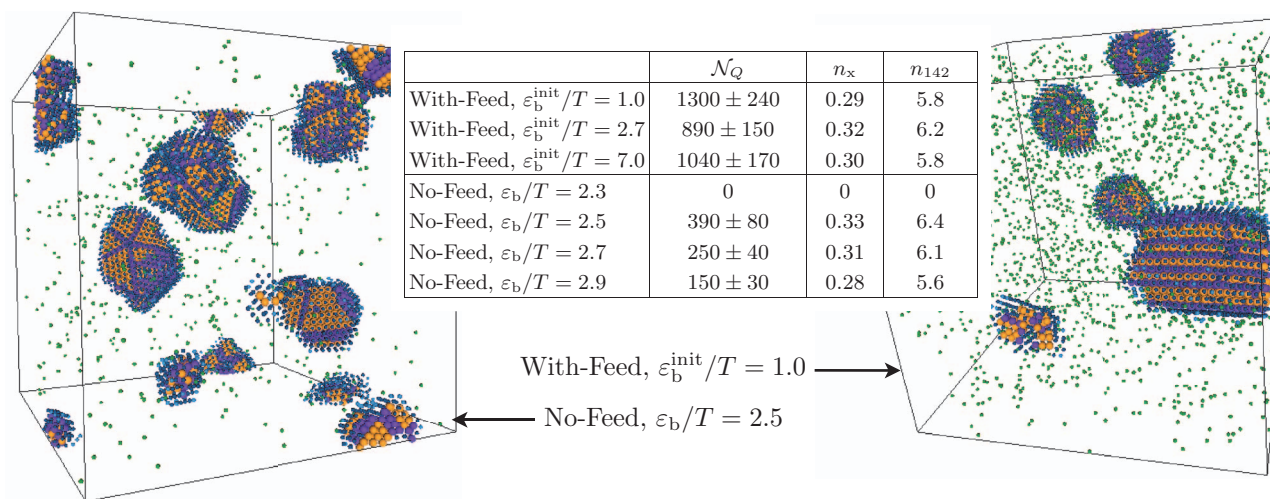 𝒩_Q n_x n_142
With-Feed, ε_b^init/T = 1.0 1300 ± 240 0.29 5.8
With-Feed, ε_b^init/T = 2.7 890 ± 150 0.32 6.2
With-Feed, ε_b^init/T = 7.0 1040 ± 170 0.30 5.8
No-Feed, ε_b/T = 2.3 0 0 0
No-Feed, ε_b/T = 2.5 390 ± 80 0.33 6.4
No-Feed, ε_b/T = 2.7 250 ± 40 0.31 6.1
No-Feed, ε_b/T = 2.9 150 ± 30 0.28 5.6
With-Feed, ε_b^init/T = 1.0
No-Feed, ε_b/T = 2.5